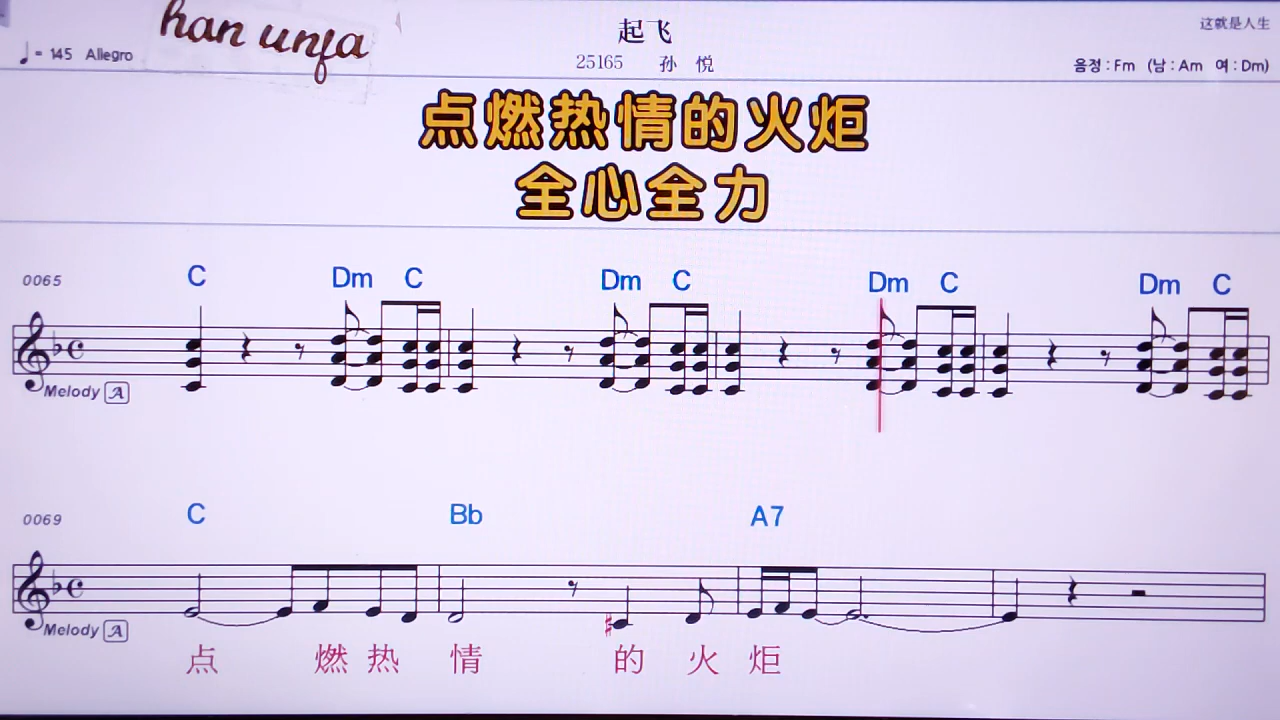 han unfa
起飞
这就是人生
♩= 145 Allegro
25165 孙 悦
음정 : Fm (남 : Am 여 : Dm)
点燃热情的火炬
全心全力
0065 C Dm C Dm C Dm C Dm C
Melody A
0069 C Bb A7
Melody A
点 燃 热 情 的 火 炬